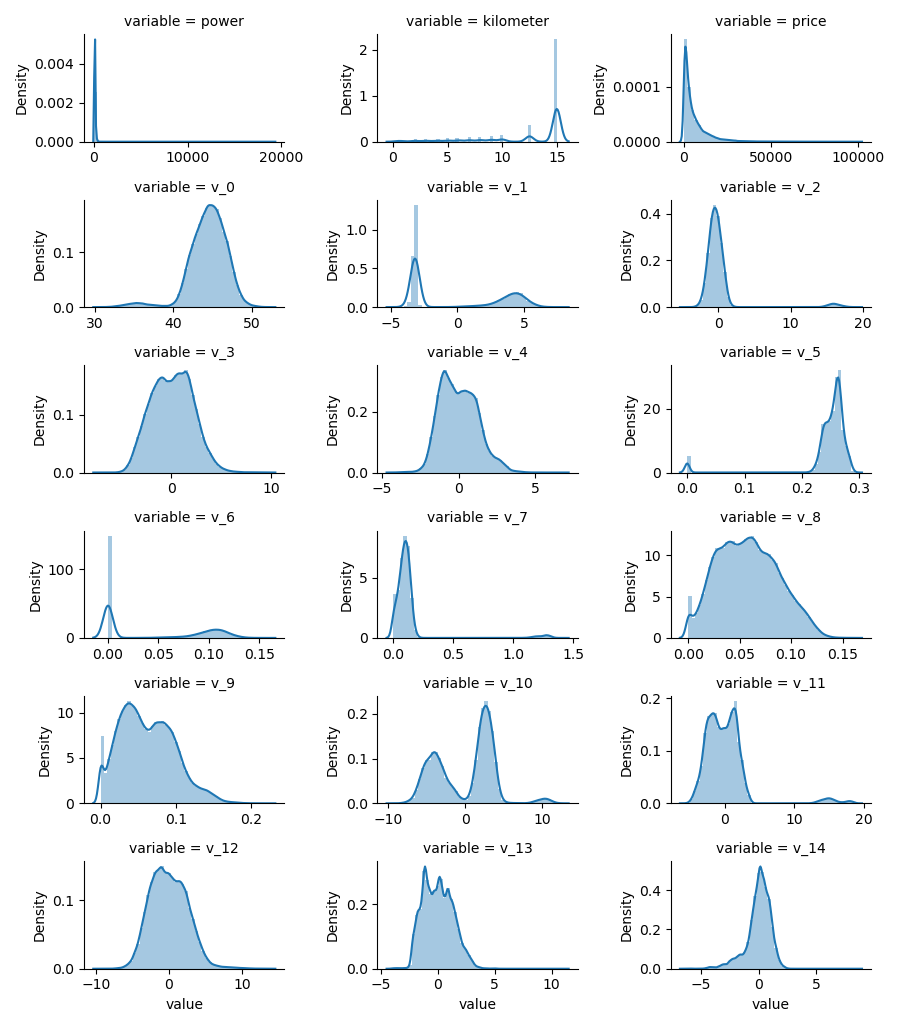 variable = power
variable = kilometer
variable = price
Density
0.004
0.002
0.000
0
10000
20000
Density
2
1
0
0
5
10
15
Density
0.0001
0.0000
0
50000
100000
variable = v_0
variable = v_1
variable = v_2
Density
0.1
0.0
30
40
50
Density
1.0
0.5
0.0
−5
0
5
Density
0.4
0.2
0.0
0
10
20
variable = v_3
variable = v_4
variable = v_5
Density
0.1
0.0
0
10
Density
0.2
0.0
−5
0
5
Density
20
0
0.0
0.1
0.2
0.3
variable = v_6
variable = v_7
variable = v_8
Density
100
0
0.00
0.05
0.10
0.15
Density
5
0
0.0
0.5
1.0
1.5
Density
10
5
0
0.00
0.05
0.10
0.15
variable = v_9
variable = v_10
variable = v_11
Density
10
5
0
0.0
0.1
0.2
Density
0.2
0.1
0.0
−10
0
10
Density
0.2
0.1
0.0
0
10
20
variable = v_12
variable = v_13
variable = v_14
Density
0.1
0.0
−10
0
10
value
Density
0.2
0.0
−5
0
5
10
value
Density
0.4
0.2
0.0
−5
0
5
value